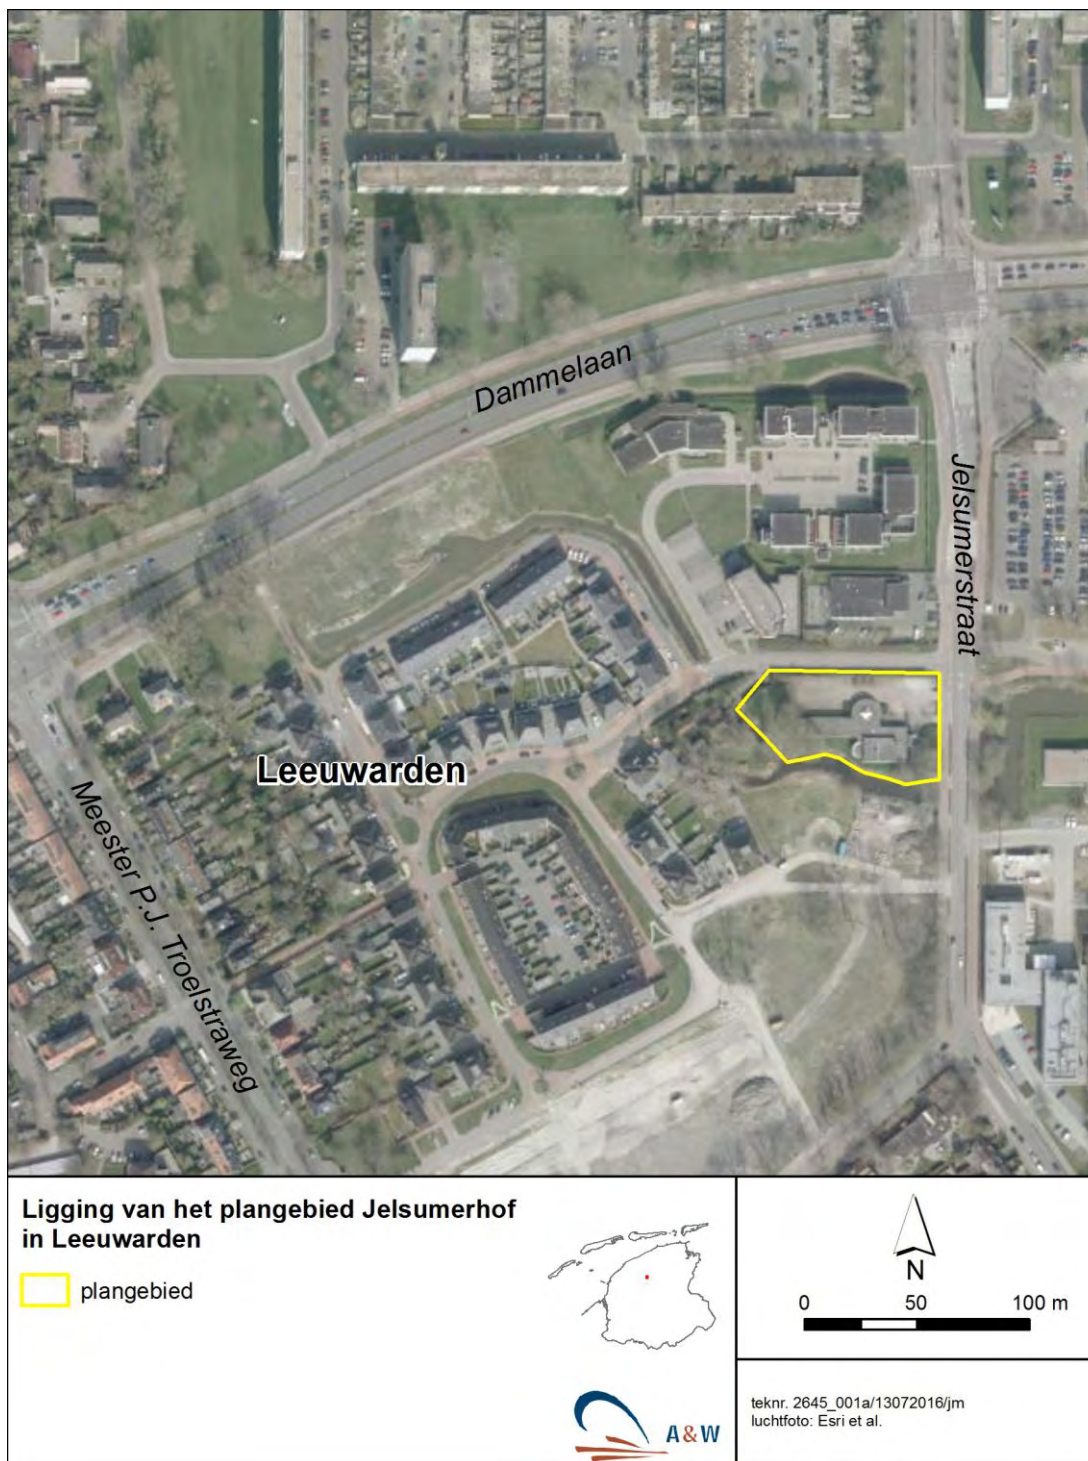 Dammelaan
Jelsumerstraat
Leeuwarden
Meester P.J. Troelstraweg
Ligging van het plangebied Jelsumerhof
in Leeuwarden
plangebied
N
0 50 100 m
A&W
teknr. 2645_001a/13072016/jm
luchtfoto: Esri et al.